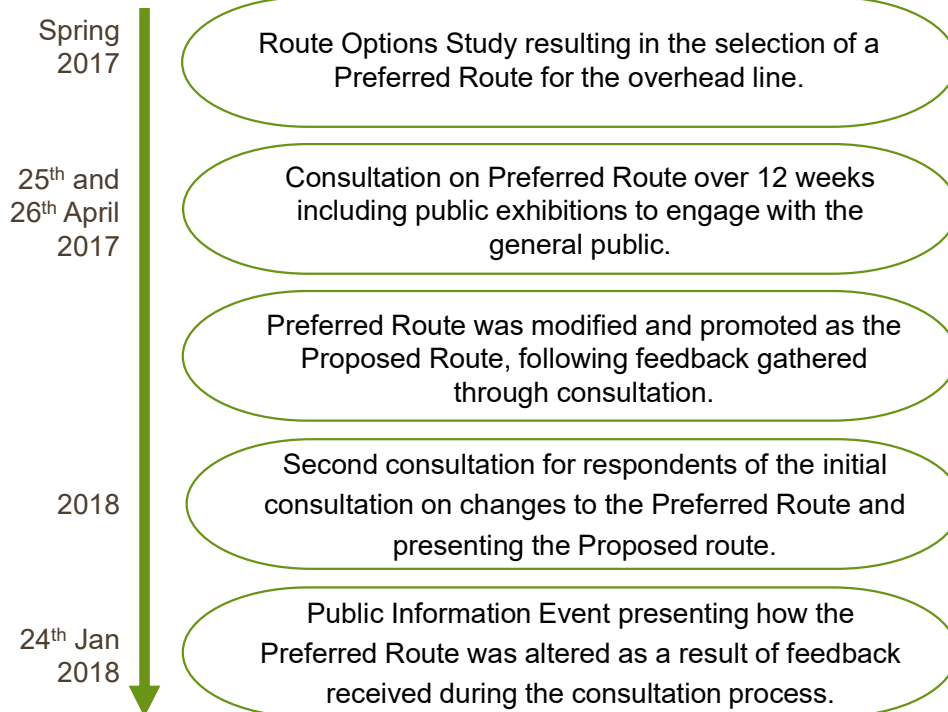 Spring
2017
Route Options Study resulting in the selection of a
Preferred Route for the overhead line.
25th and
26th April
2017
Consultation on Preferred Route over 12 weeks
including public exhibitions to engage with the
general public.
Preferred Route was modified and promoted as the
Proposed Route, following feedback gathered
through consultation.
2018
Second consultation for respondents of the initial
consultation on changes to the Preferred Route and
presenting the Proposed route.
24th Jan
2018
Public Information Event presenting how the
Preferred Route was altered as a result of feedback
received during the consultation process.